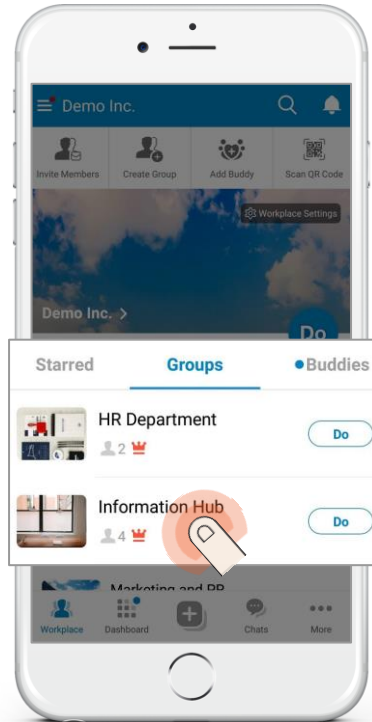 Demo Inc.
Invite Members Create Group Add Buddy Scan QR Code
Workplace Settings
Demo Inc. >
Do
Starred Groups Buddies
HR Department
2
Do
Information Hub
4
Do
Marketing and PR
Workplace Dashboard Chats More